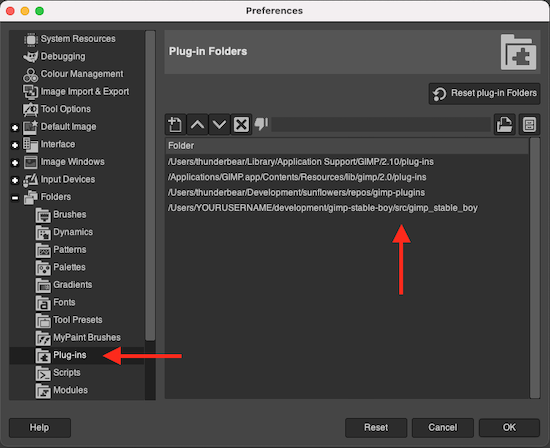 Preferences
System Resources
Debugging
Colour Management
Image Import & Export
Tool Options
Default Image
Interface
Image Windows
Input Devices
Folders
Brushes
Dynamics
Patterns
Palettes
Gradients
Fonts
Tool Presets
MyPaint Brushes
Plug-ins
Scripts
Modules
Plug-in Folders
Reset plug-in Folders
Folder
/Users/thunderbear/Library/Application Support/GIMP/2.10/plug-ins
/Applications/GIMP.app/Contents/Resources/lib/gimp/2.0/plug-ins
/Users/thunderbear/Development/sunflowers/repos/gimp-plugins
/Users/YOURUSERNAME/development/gimp-stable-boy/src/gimp_stable_boy
Help
Reset
Cancel
OK